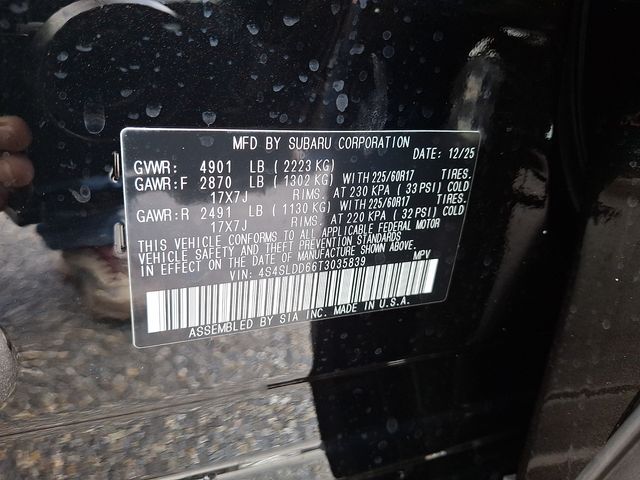 MFD BY SUBARU CORPORATION
DATE: 12/25
GVWR: 4901 LB (2223 KG)
GAWR:F 2870 LB (1302 KG) WITH 225/60R17 TIRES.
17X7J RIMS. AT 230 KPA (33 PSI) COLD
GAWR:R 2491 LB (1130 KG) WITH 225/60R17 TIRES.
17X7J RIMS. AT 220 KPA (32 PSI) COLD
THIS VEHICLE CONFORMS TO ALL APPLICABLE FEDERAL MOTOR
VEHICLE SAFETY AND THEFT PREVENTION STANDARDS
IN EFFECT ON THE DATE OF MANUFACTURE SHOWN ABOVE.
VIN: 4S4SLDD66T3035839 MPV
ASSEMBLED BY SIA INC. MADE IN U.S.A.